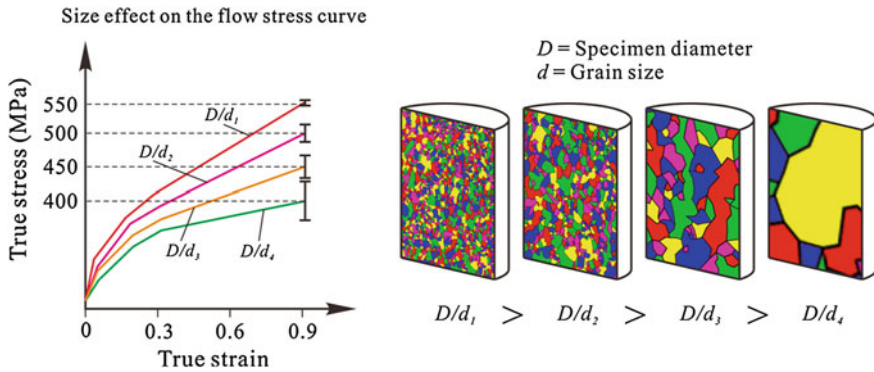 Size effect on the flow stress curve
True stress (MPa)
550
500
450
400
D/d₁
D/d₂
D/d₃
D/d₄
0
0.3
0.6
0.9
True strain
D = Specimen diameter
d = Grain size
D/d₁ > D/d₂ > D/d₃ > D/d₄